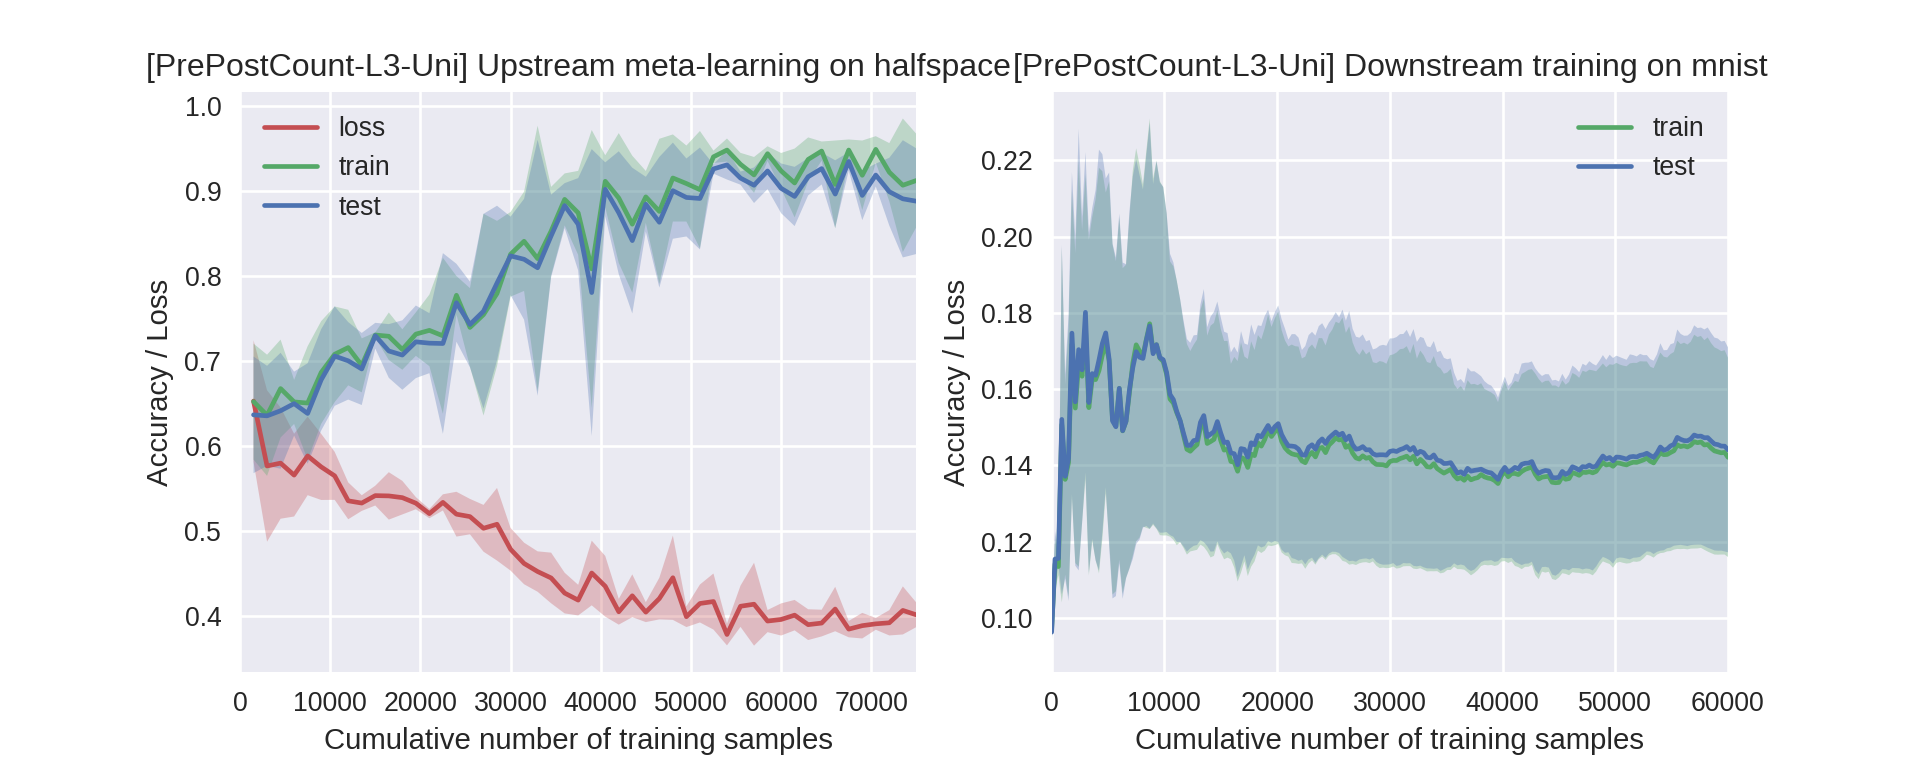 [PrePostCount-L3-Uni] Upstream meta-learning on halfspace
1.0
0.9
0.8
0.7
0.6
0.5
0.4
Accuracy / Loss
loss
train
test
0 10000 20000 30000 40000 50000 60000 70000
Cumulative number of training samples
[PrePostCount-L3-Uni] Downstream training on mnist
0.22
0.20
0.18
0.16
0.14
0.12
0.10
Accuracy / Loss
train
test
0 10000 20000 30000 40000 50000 60000
Cumulative number of training samples